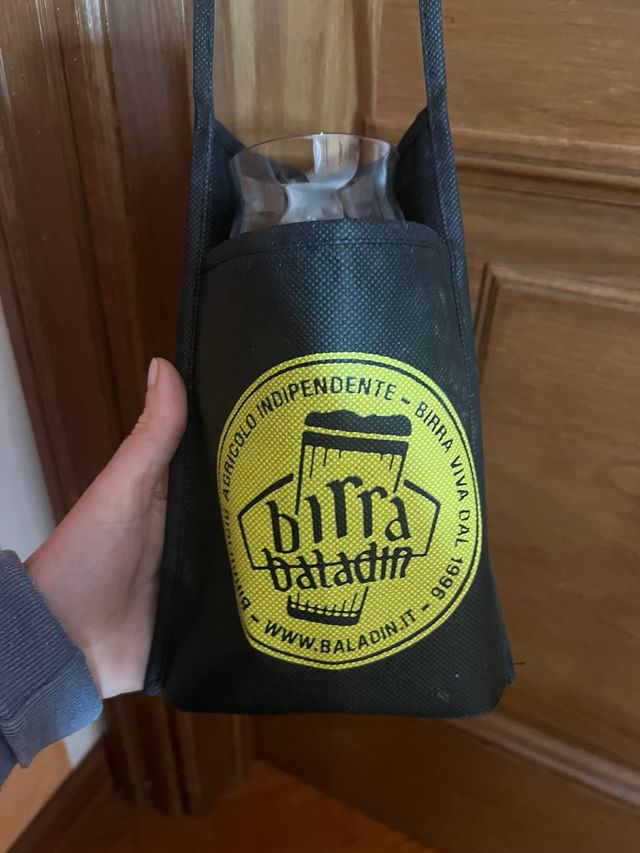 AGRICOLO INDIPENDENTE - BIRRA VIVA DAL 1996 -
birra
baladin
WWW.BALADIN.IT -